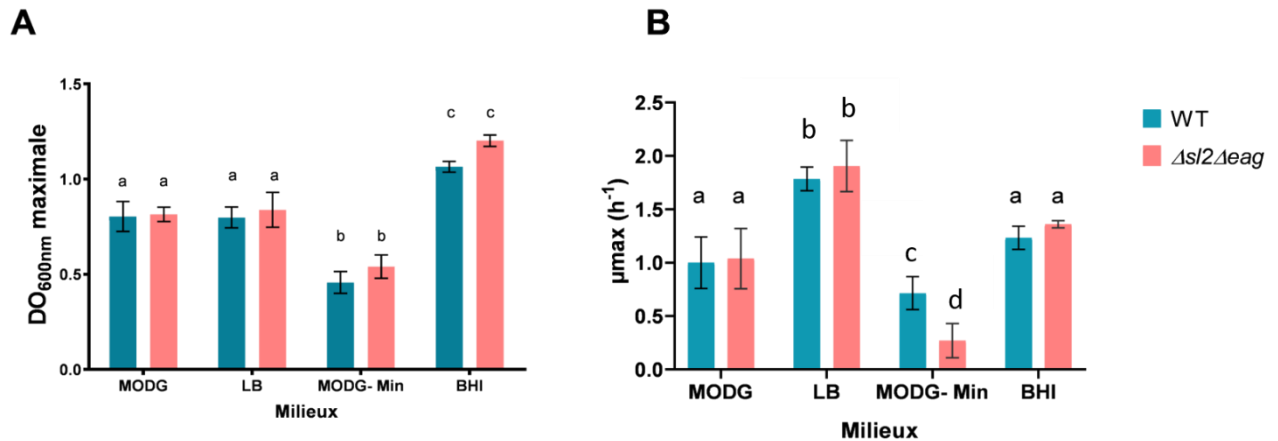 A
DO600nm maximale
1.5
1.0
0.5
0.0
a a a a b b c c
MODG LB MODG- Min BHI
Milieux
B
µmax (h-1)
2.5
2.0
1.5
1.0
0.5
0.0
a a b b c d a a
MODG LB MODG- Min BHI
Milieux
WT
Δsl2Δeag